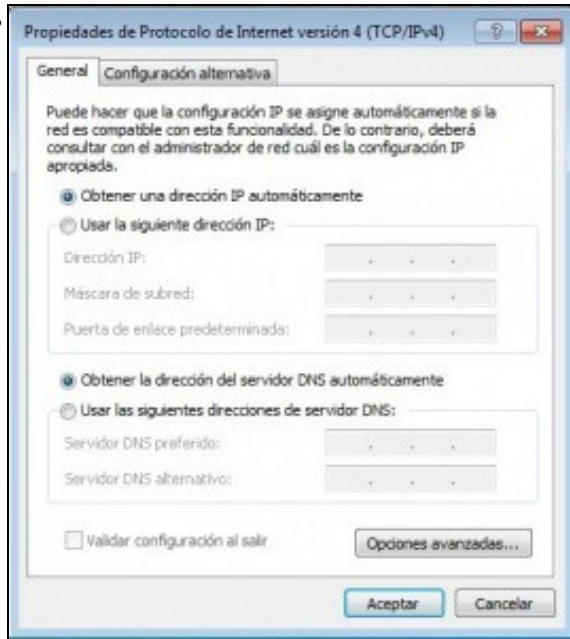 Propiedades de Protocolo de Internet versión 4 (TCP/IPv4)
General
Configuración alternativa
Puede hacer que la configuración IP se asigne automáticamente si la
red es compatible con esta funcionalidad. De lo contrario, deberá
consultar con el administrador de red cuál es la configuración IP
apropiada.
Obtener una dirección IP automáticamente
Usar la siguiente dirección IP:
Dirección IP:
Máscara de subred:
Puerta de enlace predeterminada:
Obtener la dirección del servidor DNS automáticamente
Usar las siguientes direcciones de servidor DNS:
Servidor DNS preferido:
Servidor DNS alternativo:
Validar configuración al salir
Opciones avanzadas...
Aceptar
Cancelar